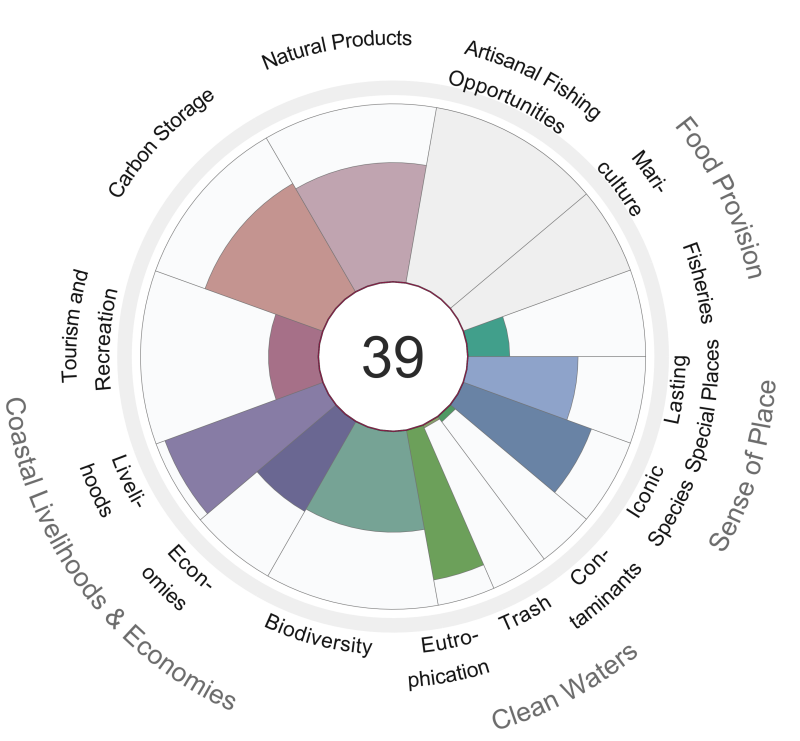 Natural Products
Artisanal Fishing
Opportunities
Mari-
culture
Food Provision
Fisheries
Lasting
Special Places
Sense of Place
Iconic
Species
Con-
taminants
Trash
Clean Waters
Eutro-
phication
Biodiversity
Econ-
omies
Liveli-
hoods
Coastal Livelihoods & Economies
Tourism and
Recreation
Carbon Storage
39